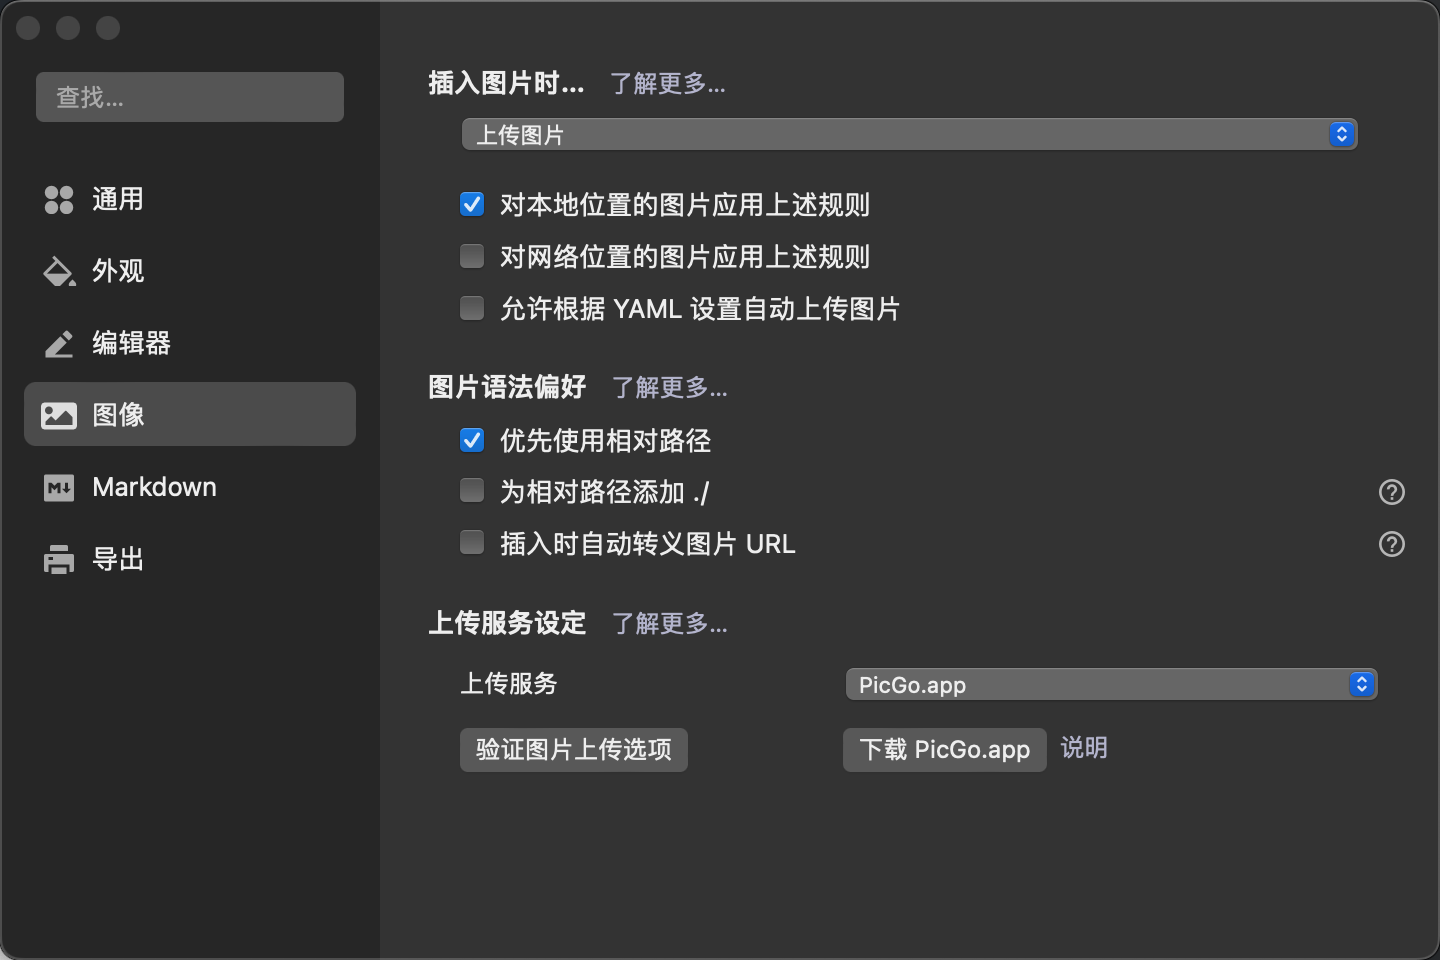 查找...
通用
外观
编辑器
图像
Markdown
导出
插入图片时... 了解更多...
上传图片
对本地位置的图片应用上述规则
对网络位置的图片应用上述规则
允许根据 YAML 设置自动上传图片
图片语法偏好 了解更多...
优先使用相对路径
为相对路径添加 ./
插入时自动转义图片 URL
上传服务设定 了解更多...
上传服务 PicGo.app
验证图片上传选项 下载 PicGo.app 说明